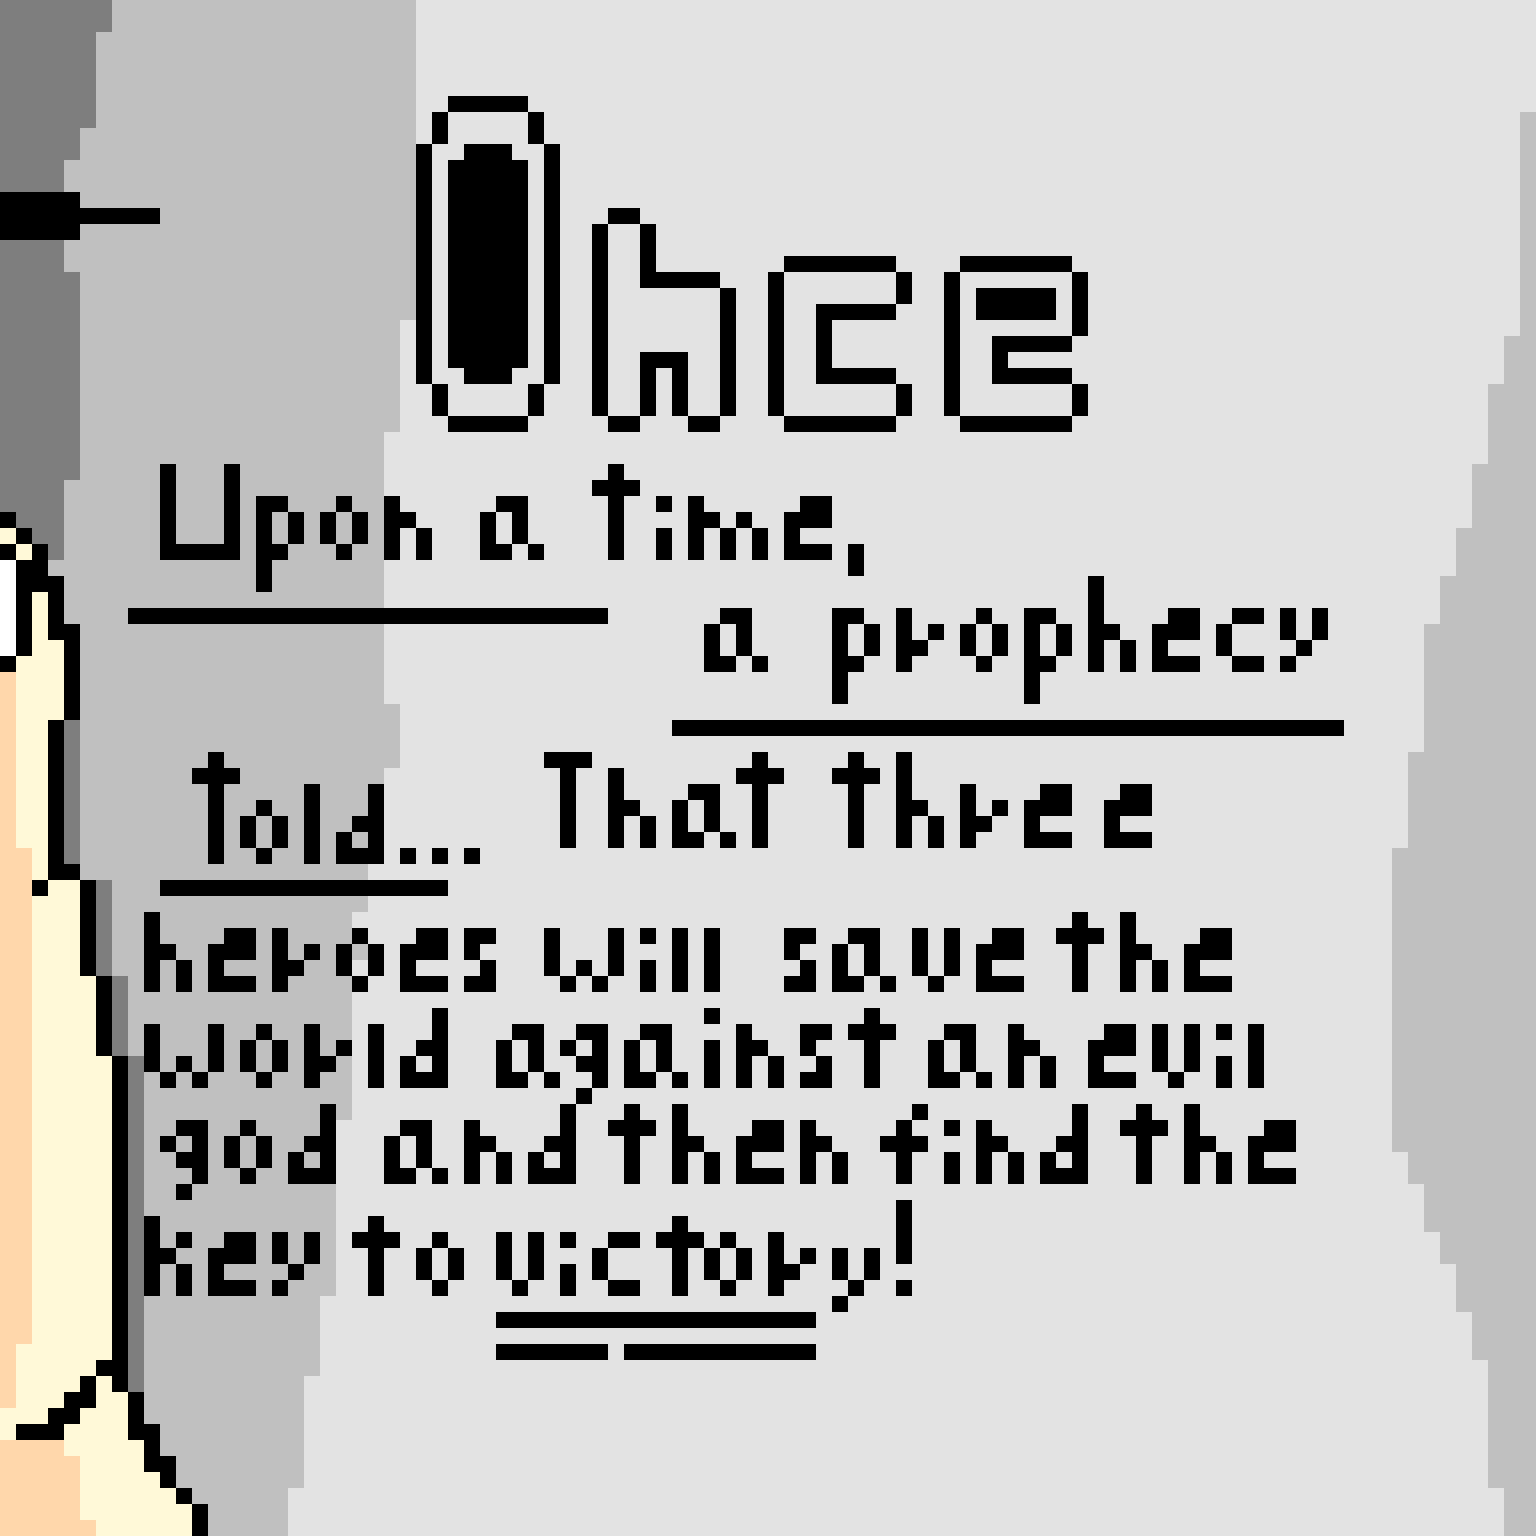 Once
Upon a time,
a prophecy
told... That three
heroes will save the
world against an evil
god and then find the
key to victory!